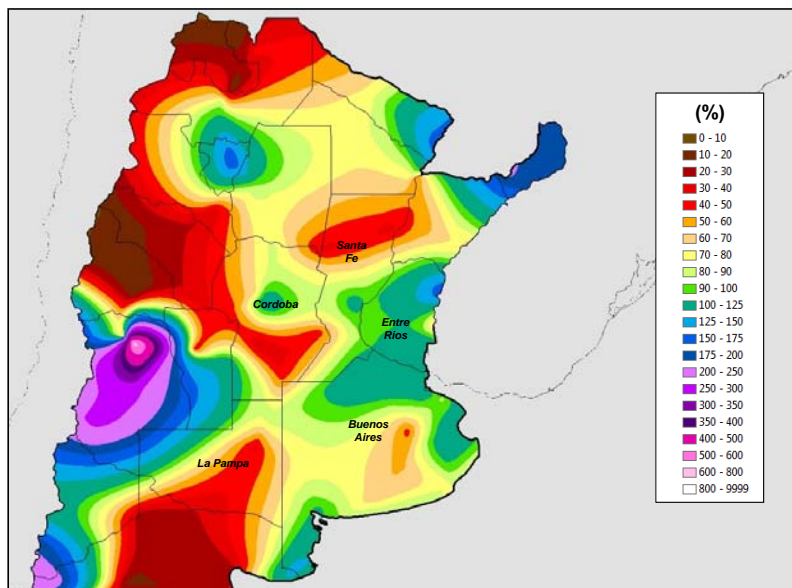 (%)
0 - 10
10 - 20
20 - 30
30 - 40
40 - 50
50 - 60
60 - 70
70 - 80
80 - 90
90 - 100
100 - 125
125 - 150
150 - 175
175 - 200
200 - 250
250 - 300
300 - 350
350 - 400
400 - 500
500 - 600
600 - 800
800 - 9999
Santa
Fe
Cordoba
Entre
Rios
Buenos
Aires
La Pampa